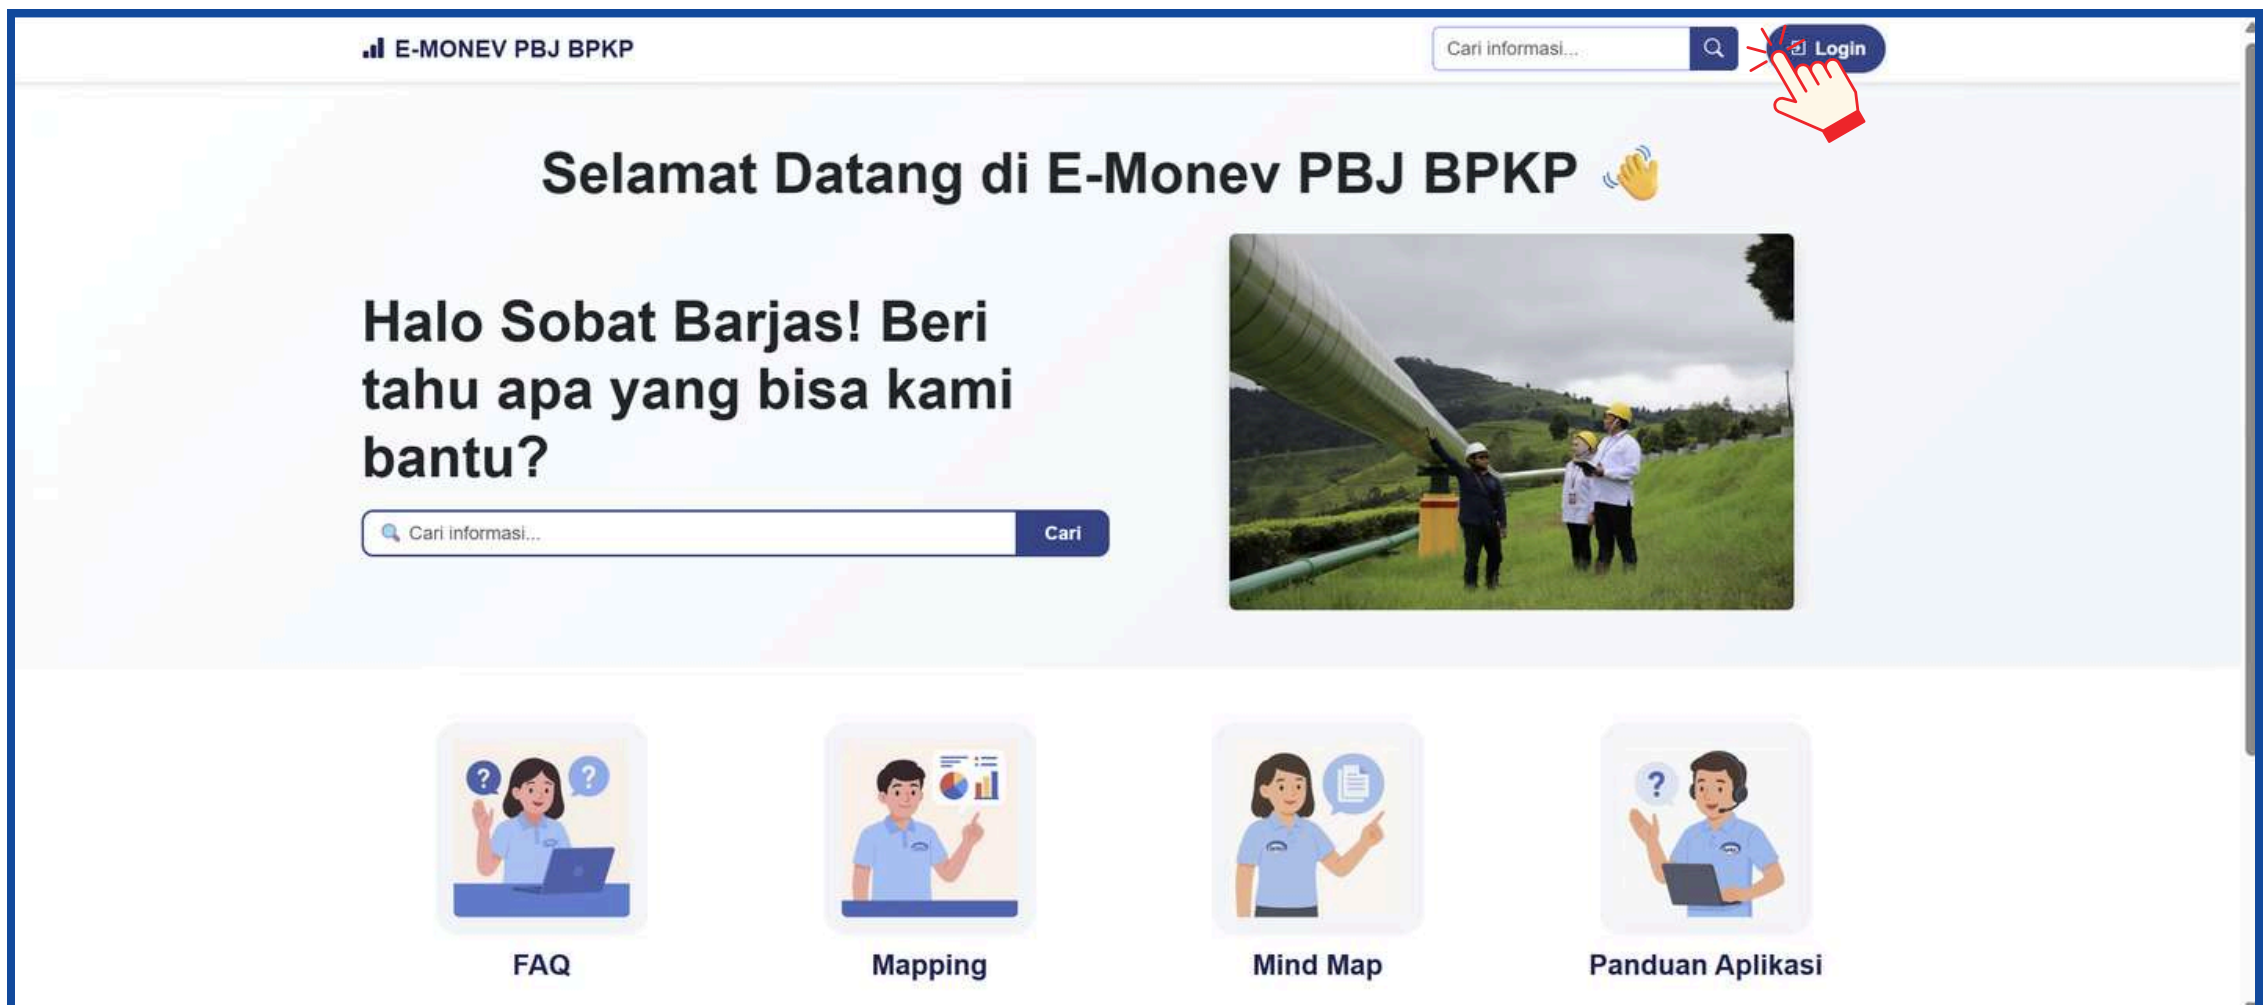 E-MONEV PBJ BPKP
Cari informasi...
Login
Selamat Datang di E-Monev PBJ BPKP 👋
Halo Sobat Barjas! Beri
tahu apa yang bisa kami
bantu?
🔍 Cari informasi...
Cari
?
?
?
FAQ
Mapping
Mind Map
Panduan Aplikasi